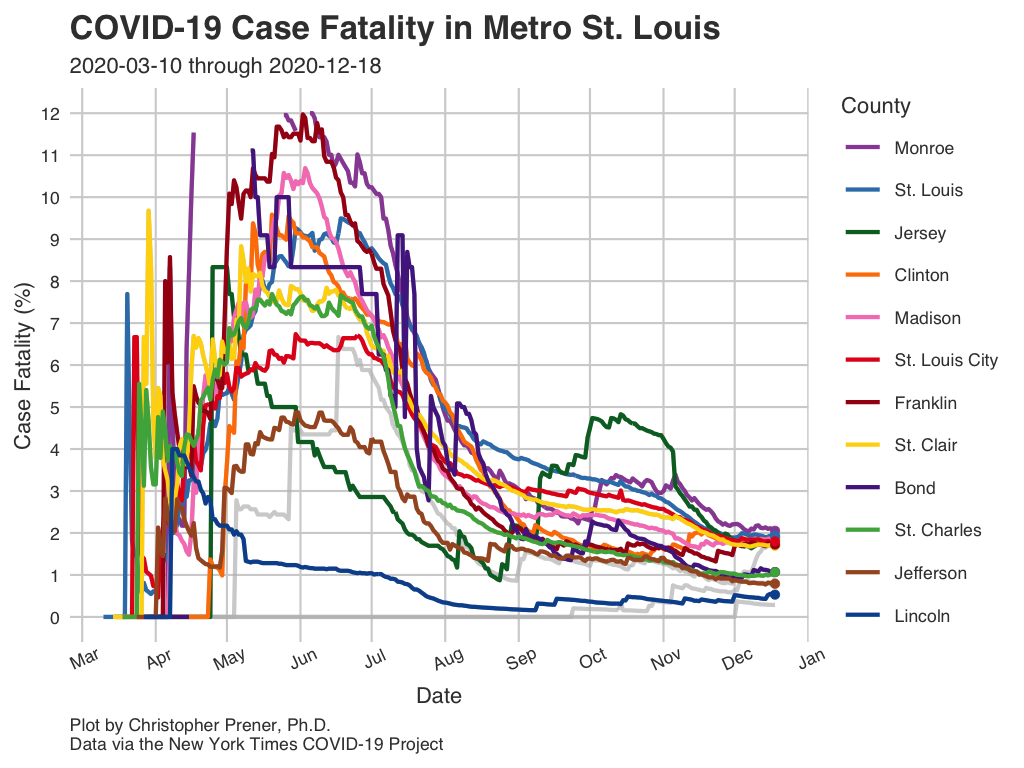 COVID-19 Case Fatality in Metro St. Louis
2020-03-10 through 2020-12-18
Case Fatality (%)
12
11
10
9
8
7
6
5
4
3
2
1
0
Mar
Apr
May
Jun
Jul
Aug
Sep
Oct
Nov
Dec
Jan
Date
County
Monroe
St. Louis
Jersey
Clinton
Madison
St. Louis City
Franklin
St. Clair
Bond
St. Charles
Jefferson
Lincoln
Plot by Christopher Prener, Ph.D.
Data via the New York Times COVID-19 Project